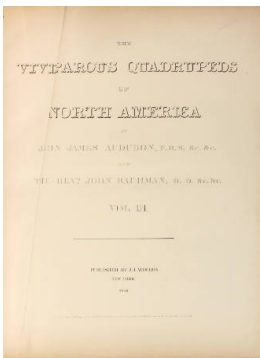 THE
VIVIPAROUS QUADRUPEDS
OF
NORTH AMERICA
BY
JOHN JAMES AUDUBON, F. R. S. &c. &c.
AND
THE REVD. JOHN BACHMAN, D. D. &c. &c.
VOL III
PUBLISHED BY J. J. AUDUBON
NEW YORK